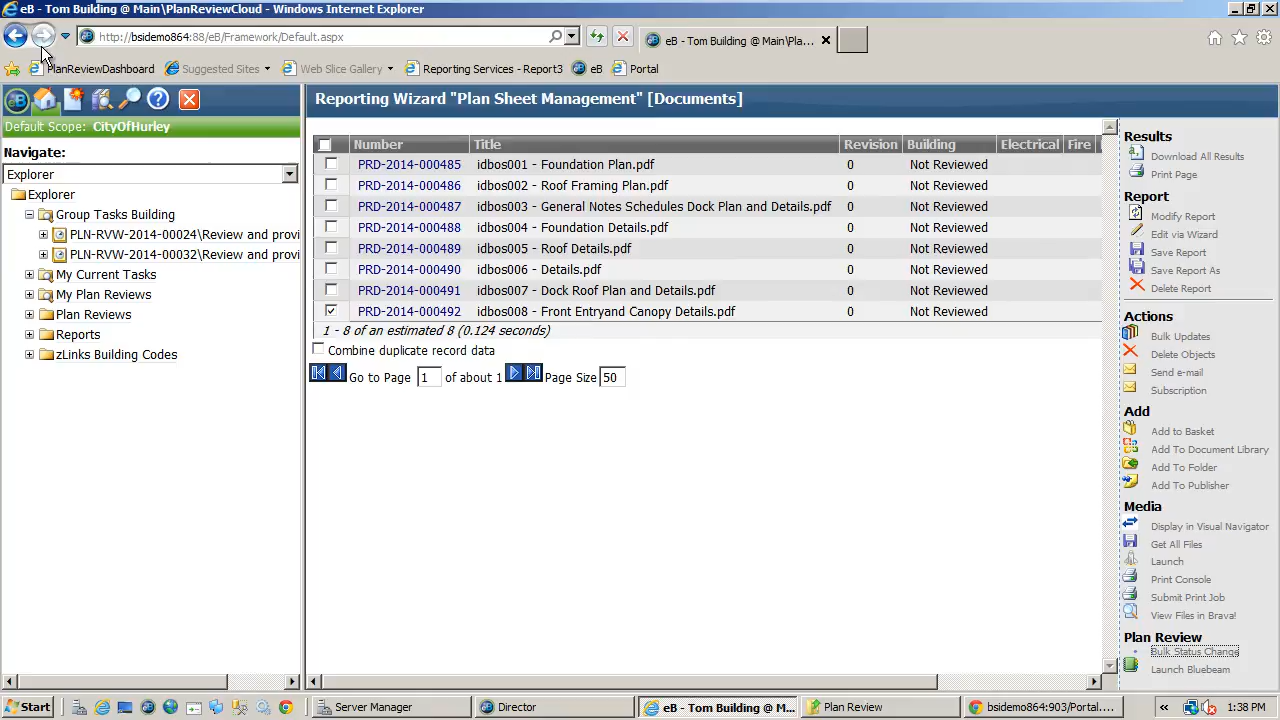 eB - Tom Building @ Main\PlanReviewCloud - Windows Internet Explorer
http://bsidemo864:88/eB/Framework/Default.aspx
eB - Tom Building @ Main\Pla...
PlanReviewDashboard Suggested Sites Web Slice Gallery Reporting Services - Report3 eB Portal
Default Scope: CityOfHurley
Navigate:
Explorer
Explorer
Group Tasks Building
PLN-RVW-2014-00024\Review and provi
PLN-RVW-2014-00032\Review and provi
My Current Tasks
My Plan Reviews
Plan Reviews
Reports
zLinks Building Codes
Reporting Wizard "Plan Sheet Management" [Documents]
Number Title Revision Building Electrical Fire
PRD-2014-000485 idbos001 - Foundation Plan.pdf 0 Not Reviewed
PRD-2014-000486 idbos002 - Roof Framing Plan.pdf 0 Not Reviewed
PRD-2014-000487 idbos003 - General Notes Schedules Dock Plan and Details.pdf 0 Not Reviewed
PRD-2014-000488 idbos004 - Foundation Details.pdf 0 Not Reviewed
PRD-2014-000489 idbos005 - Roof Details.pdf 0 Not Reviewed
PRD-2014-000490 idbos006 - Details.pdf 0 Not Reviewed
PRD-2014-000491 idbos007 - Dock Roof Plan and Details.pdf 0 Not Reviewed
PRD-2014-000492 idbos008 - Front Entryand Canopy Details.pdf 0 Not Reviewed
1 - 8 of an estimated 8 (0.124 seconds)
Combine duplicate record data
Go to Page 1 of about 1 Page Size 50
Results
Download All Results
Print Page
Report
Modify Report
Edit via Wizard
Save Report
Save Report As
Delete Report
Actions
Bulk Updates
Delete Objects
Send e-mail
Subscription
Add
Add to Basket
Add To Document Library
Add To Folder
Add To Publisher
Media
Display in Visual Navigator
Get All Files
Launch
Print Console
Submit Print Job
View Files in Brava!
Plan Review
Bulk Status Change
Launch Bluebeam
Start Server Manager Director eB - Tom Building @ M... Plan Review bsidemo864:903/Portal.... « 1:38 PM